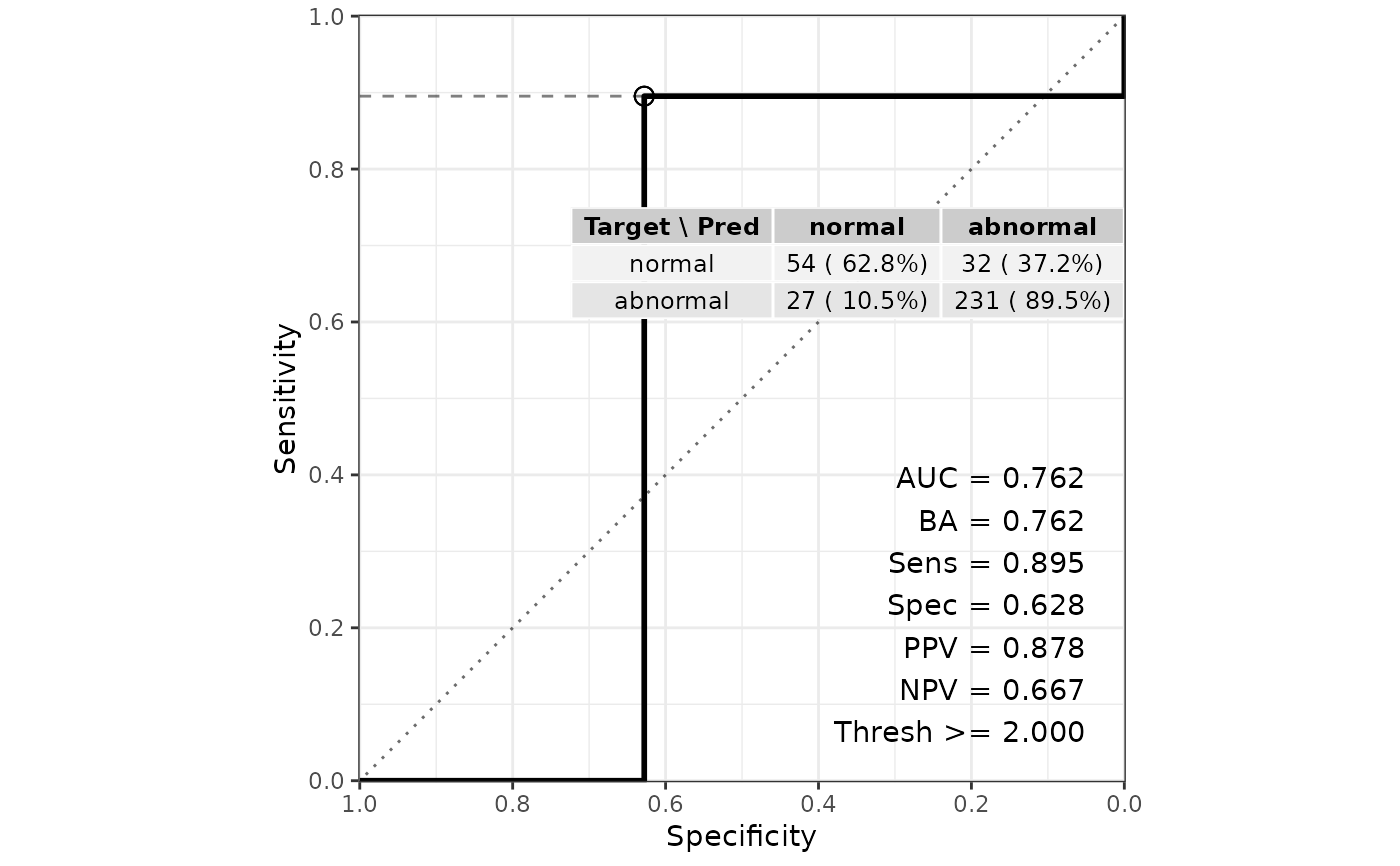 1.0
0.8
0.6
0.4
0.2
0.0
Sensitivity
Target \ Pred normal abnormal
normal 54 ( 62.8%) 32 ( 37.2%)
abnormal 27 ( 10.5%) 231 ( 89.5%)
AUC = 0.762
BA = 0.762
Sens = 0.895
Spec = 0.628
PPV = 0.878
NPV = 0.667
Thresh >= 2.000
1.0 0.8 0.6 0.4 0.2 0.0
Specificity